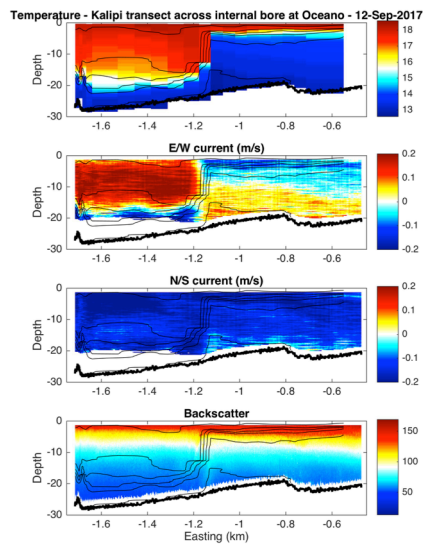 Temperature - Kalipi transect across internal bore at Oceano - 12-Sep-2017
0
-10
-20
-30
Depth
-1.6 -1.4 -1.2 -1 -0.8 -0.6
18
17
16
15
14
13
E/W current (m/s)
0
-10
-20
-30
Depth
-1.6 -1.4 -1.2 -1 -0.8 -0.6
0.2
0.1
0
-0.1
-0.2
N/S current (m/s)
0
-10
-20
-30
Depth
-1.6 -1.4 -1.2 -1 -0.8 -0.6
0.2
0.1
0
-0.1
-0.2
Backscatter
0
-10
-20
-30
Depth
-1.6 -1.4 -1.2 -1 -0.8 -0.6
Easting (km)
150
100
50